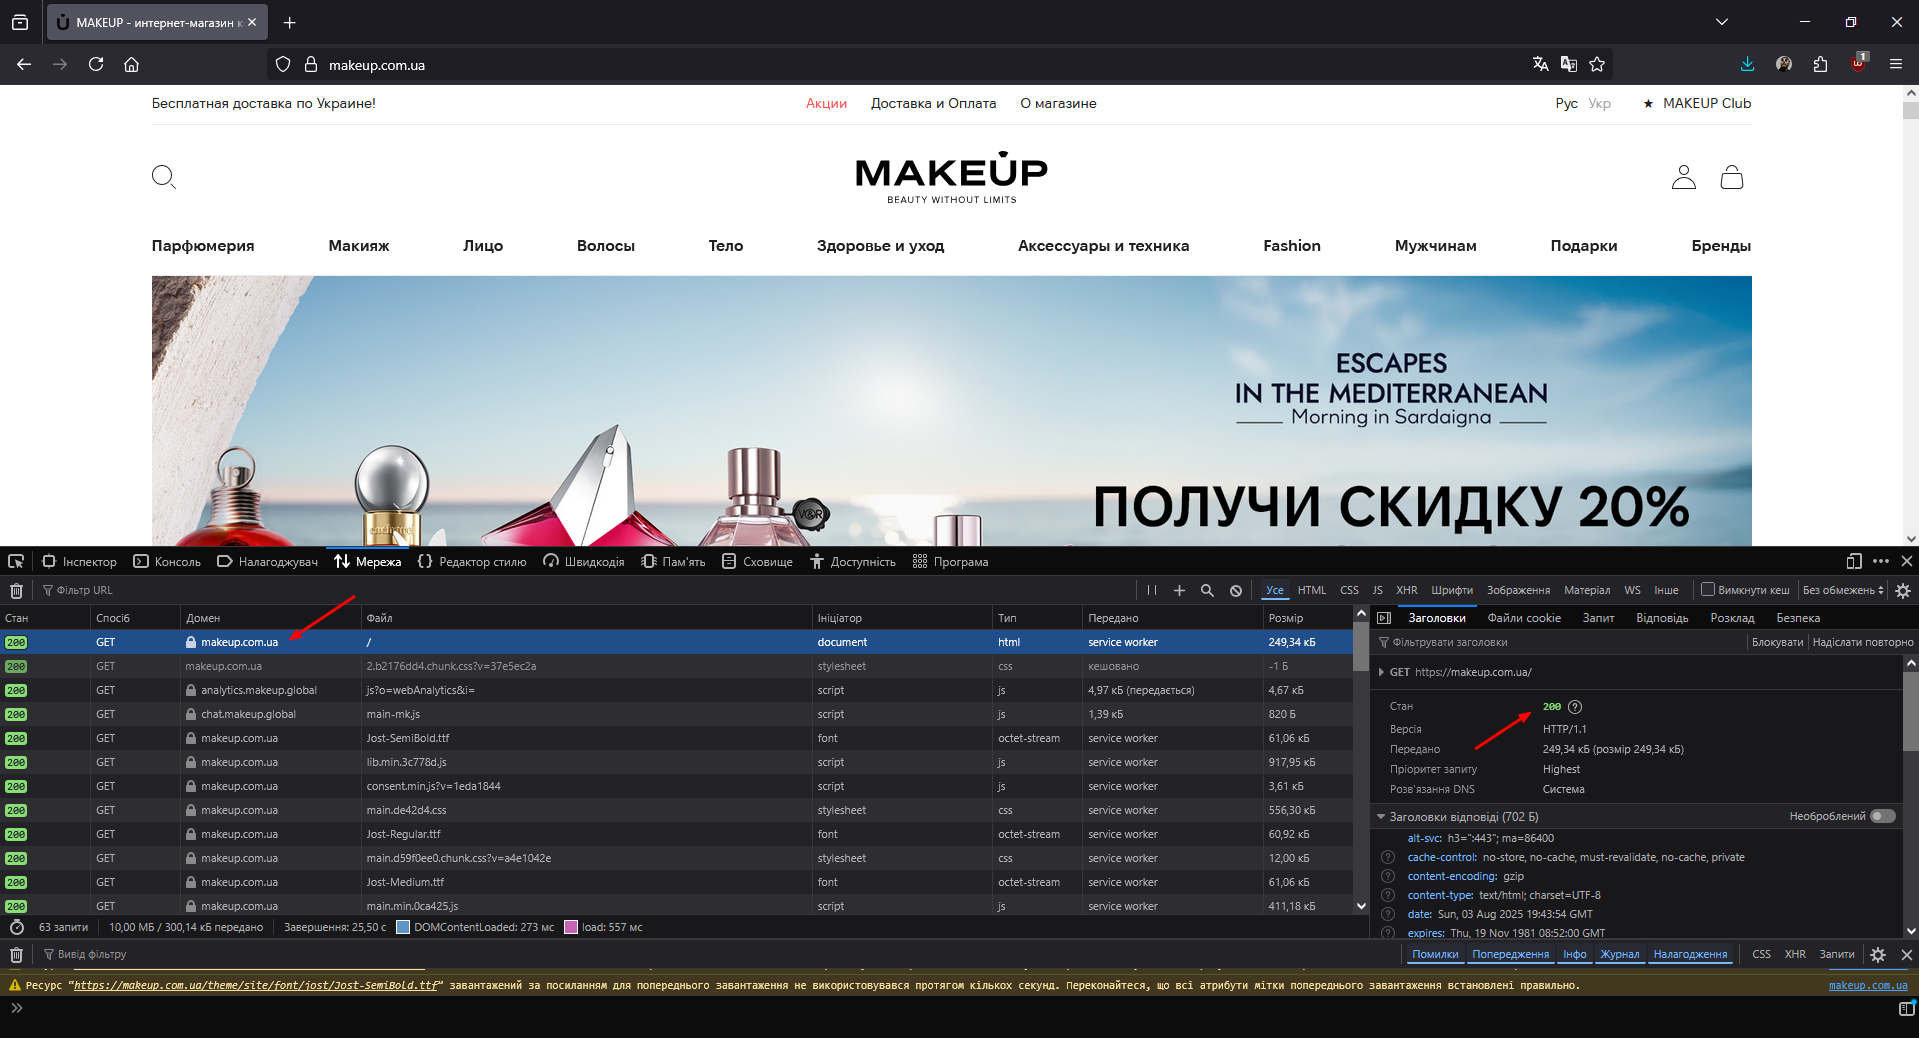 MAKEUP - интернет-магазин к
makeup.com.ua
1
Бесплатная доставка по Украине!
Акции
Доставка и Оплата
О магазине
Рус Укр
★ MAKEUP Club
MAKEUP
BEAUTY WITHOUT LIMITS
Парфюмерия
Макияж
Лицо
Волосы
Тело
Здоровье и уход
Аксессуары и техника
Fashion
Мужчинам
Подарки
Бренды
ESCAPES
IN THE MEDITERRANEAN
Morning in Sardaigna
ПОЛУЧИ СКИДКУ 20%
cacharel
V&R
Інспектор Консоль Налагоджувач Мережа Редактор стилю Швидкодія Пам'ять Сховище Доступність Програма
Фільтр URL
Усе HTML CSS JS XHR Шрифти Зображення Матеріал WS Інше Вимкнути кеш Без обмежень
Стан Спосіб Домен Файл Ініціатор Тип Передано Розмір
200 GET makeup.com.ua / document html service worker 249,34 кБ
200 GET makeup.com.ua 2.b2176dd4.chunk.css?v=37e5ec2a stylesheet css кешовано -1 Б
200 GET analytics.makeup.global js?o=webAnalytics&i= script js 4,97 кБ (передається) 4,67 кБ
200 GET chat.makeup.global main-mk.js script js 1,39 кБ 820 Б
200 GET makeup.com.ua Jost-SemiBold.ttf font octet-stream service worker 61,06 кБ
200 GET makeup.com.ua lib.min.3c778d.js script js service worker 917,95 кБ
200 GET makeup.com.ua consent.min.js?v=1eda1844 script js service worker 3,61 кБ
200 GET makeup.com.ua main.de42d4.css stylesheet css service worker 556,30 кБ
200 GET makeup.com.ua Jost-Regular.ttf font octet-stream service worker 60,92 кБ
200 GET makeup.com.ua main.d59f0ee0.chunk.css?v=a4e1042e stylesheet css service worker 12,00 кБ
200 GET makeup.com.ua Jost-Medium.ttf font octet-stream service worker 61,06 кБ
200 GET makeup.com.ua main.min.0ca425.js script js service worker 411,18 кБ
63 запити 10,00 МБ / 300,14 кБ передано Завершення: 25,50 с DOMContentLoaded: 273 мс load: 557 мс
Заголовки Файли cookie Запит Відповідь Розклад Безпека
Фільтрувати заголовки Блокувати Надіслати повторно
GET https://makeup.com.ua/
Стан 200
Версія HTTP/1.1
Передано 249,34 кБ (розмір 249,34 кБ)
Пріоритет запиту Highest
Розв'язання DNS Система
Заголовки відповіді (702 Б) Необроблений
alt-svc: h3=":443"; ma=86400
cache-control: no-store, no-cache, must-revalidate, no-cache, private
content-encoding: gzip
content-type: text/html; charset=UTF-8
date: Sun, 03 Aug 2025 19:43:54 GMT
expires: Thu, 19 Nov 1981 08:52:00 GMT
Вивід фільтру
Помилки Попередження Інфо Журнал Налагодження CSS XHR Запити
Ресурс "https://makeup.com.ua/theme/site/font/jost/Jost-SemiBold.ttf" завантажений за посиланням для попереднього завантаження не використовувався протягом кількох секунд. Переконайтеся, що всі атрибути мітки попереднього завантаження встановлені правильно. makeup.com.ua